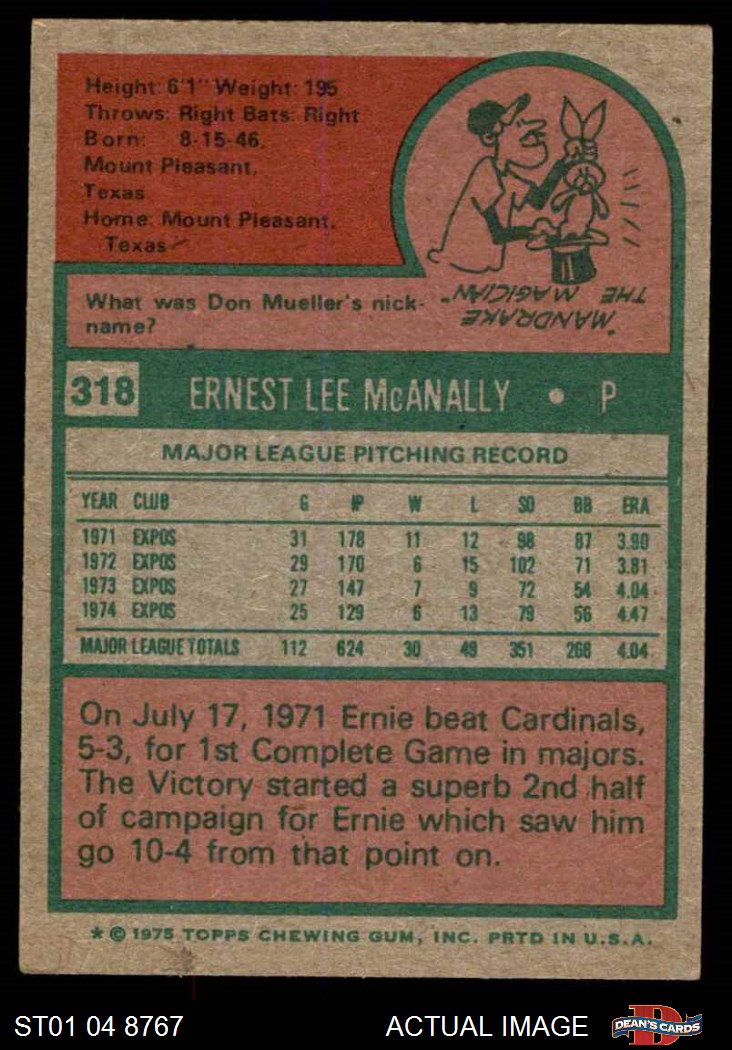 Height: 6'1" Weight: 195
Throws: Right Bats: Right
Born: 8-15-46,
Mount Pleasant,
Texas
Home: Mount Pleasant,
Texas
What was Don Mueller's nick-
name?
"MANDRAKE
THE MAGICIAN"
318 ERNEST LEE McANALLY • P
MAJOR LEAGUE PITCHING RECORD
YEAR CLUB G IP W L SO BB ERA
1971 EXPOS 31 178 11 12 98 87 3.90
1972 EXPOS 29 170 6 15 102 71 3.81
1973 EXPOS 27 147 7 9 72 54 4.04
1974 EXPOS 25 129 6 13 79 56 4.47
MAJOR LEAGUE TOTALS 112 624 30 49 351 268 4.04
On July 17, 1971 Ernie beat Cardinals,
5-3, for 1st Complete Game in majors.
The Victory started a superb 2nd half
of campaign for Ernie which saw him
go 10-4 from that point on.
* © 1975 TOPPS CHEWING GUM, INC. PRTD IN U.S.A.
ST01 04 8767 ACTUAL IMAGE D DEAN'S CARDS